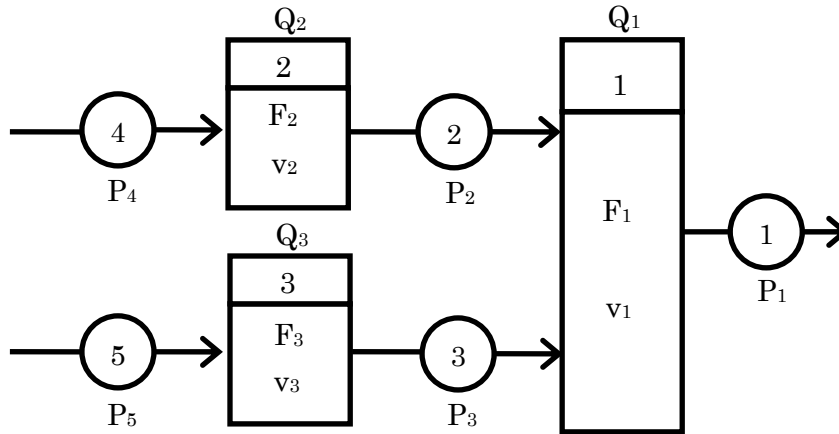 Q₂
2
F₂
v₂
4
P₄
2
P₂
Q₁
1
F₁
v₁
1
P₁
Q₃
3
F₃
v₃
5
P₅
3
P₃